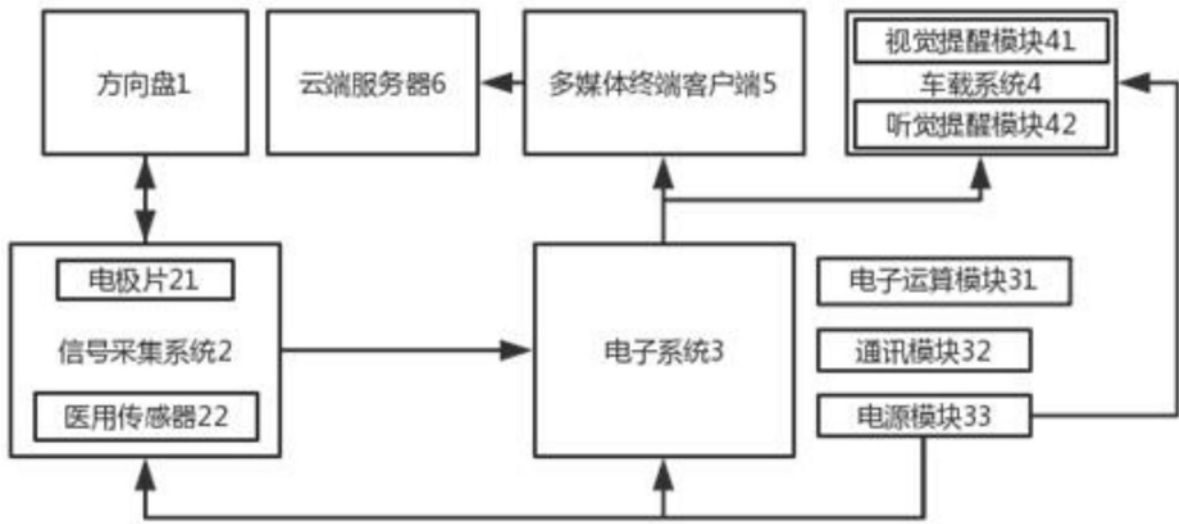 方向盘1
云端服务器6
多媒体终端客户端5
视觉提醒模块41
车载系统4
听觉提醒模块42
电极片21
信号采集系统2
医用传感器22
电子系统3
电子运算模块31
通讯模块32
电源模块33